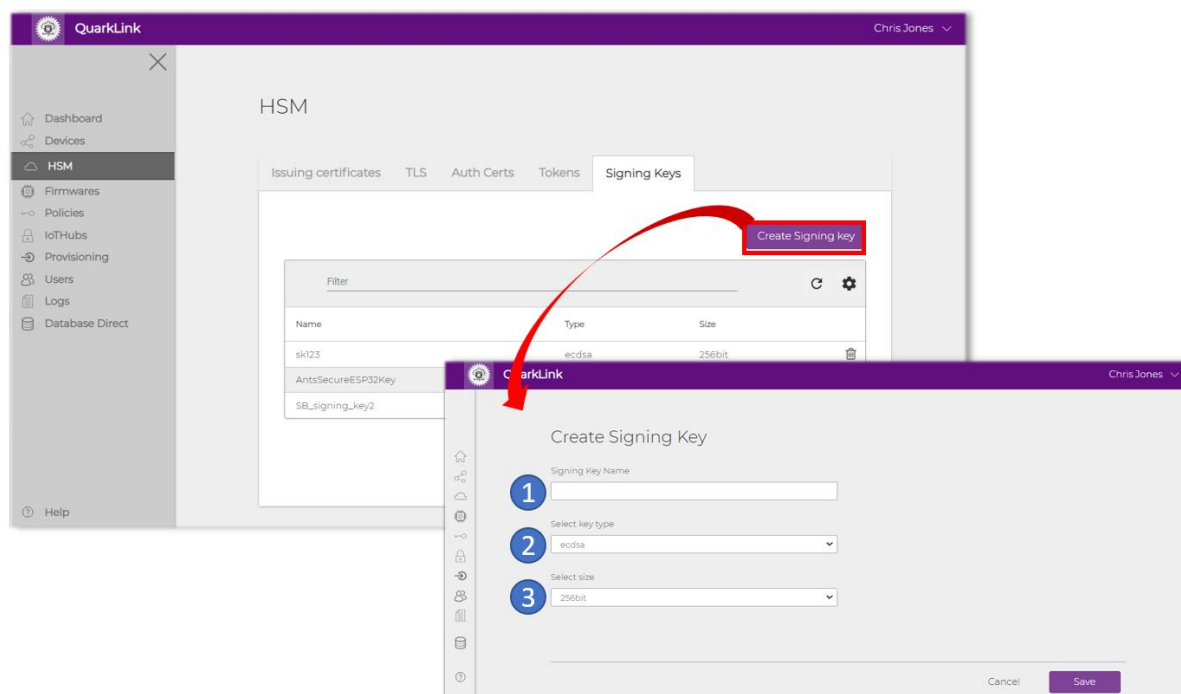 QuarkLink
Chris Jones
HSM
Dashboard
Devices
HSM
Firmwares
Policies
IoTHubs
Provisioning
Users
Logs
Database Direct
Help
Issuing certificates TLS Auth Certs Tokens Signing Keys
Create Signing key
Filter
Name Type Size
sk123 ecdsa 256bit
AntsSecureESP32Key
SB_signing_key2
QuarkLink
Chris Jones
Create Signing Key
Signing Key Name
1
Select key type
2 ecdsa
Select size
3 256bit
Cancel Save